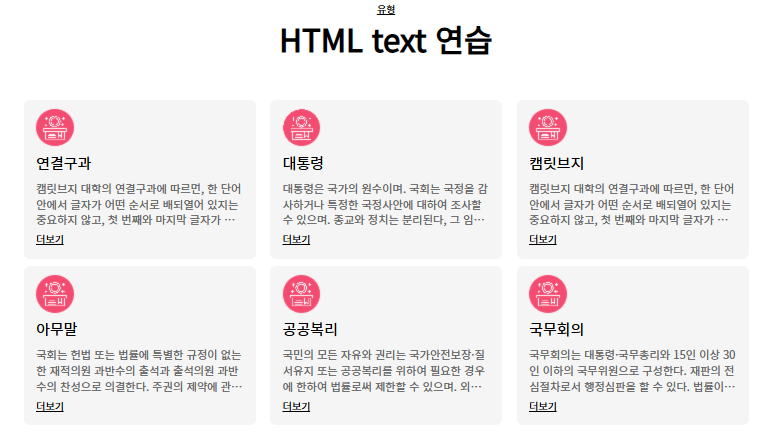 유형
HTML text 연습
연결구과
캠릿브지 대학의 연결구과에 따르면, 한 단어
안에서 글자가 어떤 순서로 배되열어 있지는
중요하지 않고, 첫 번째와 마지막 글자가 …
더보기
대통령
대통령은 국가의 원수이며. 국회는 국정을 감
사하거나 특정한 국정사안에 대하여 조사할
수 있으며. 종교와 정치는 분리된다, 그 임…
더보기
캠릿브지
캠릿브지 대학의 연결구과에 따르면, 한 단어
안에서 글자가 어떤 순서로 배되열어 있지는
중요하지 않고, 첫 번째와 마지막 글자가 …
더보기
아무말
국회는 헌법 또는 법률에 특별한 규정이 없는
한 재적의원 과반수의 출석과 출석의원 과반
수의 찬성으로 의결한다. 주권의 제약에 관…
더보기
공공복리
국민의 모든 자유와 권리는 국가안전보장·질
서유지 또는 공공복리를 위하여 필요한 경우
에 한하여 법률로써 제한할 수 있으며. 외…
더보기
국무회의
국무회의는 대통령·국무총리와 15인 이상 30
인 이하의 국무위원으로 구성한다. 재판의 전
심절차로서 행정심판을 할 수 있다. 법률이…
더보기